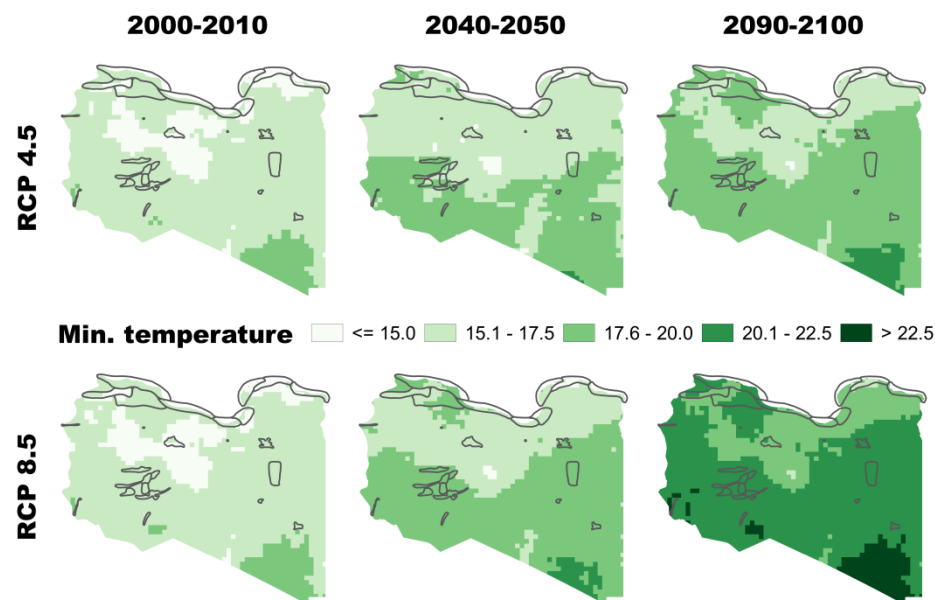 2000-2010 2040-2050 2090-2100
RCP 4.5
Min. temperature <= 15.0 15.1 - 17.5 17.6 - 20.0 20.1 - 22.5 > 22.5
RCP 8.5